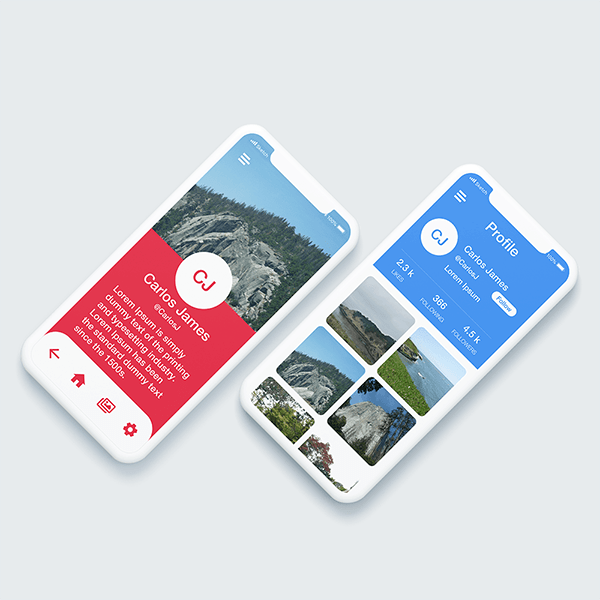 Sketch
100%
CJ
Carlos James
@CarlosJ
Lorem Ipsum is simply
dummy text of the printing
and typesetting industry.
Lorem Ipsum has been
the standard dummy text
since the 1500s.
Sketch
100%
Profile
CJ
Carlos James
@CarlosJ
Lorem Ipsum
Follow
2.3 k
LIKES
366
FOLLOWING
4.5 k
FOLLOWERS